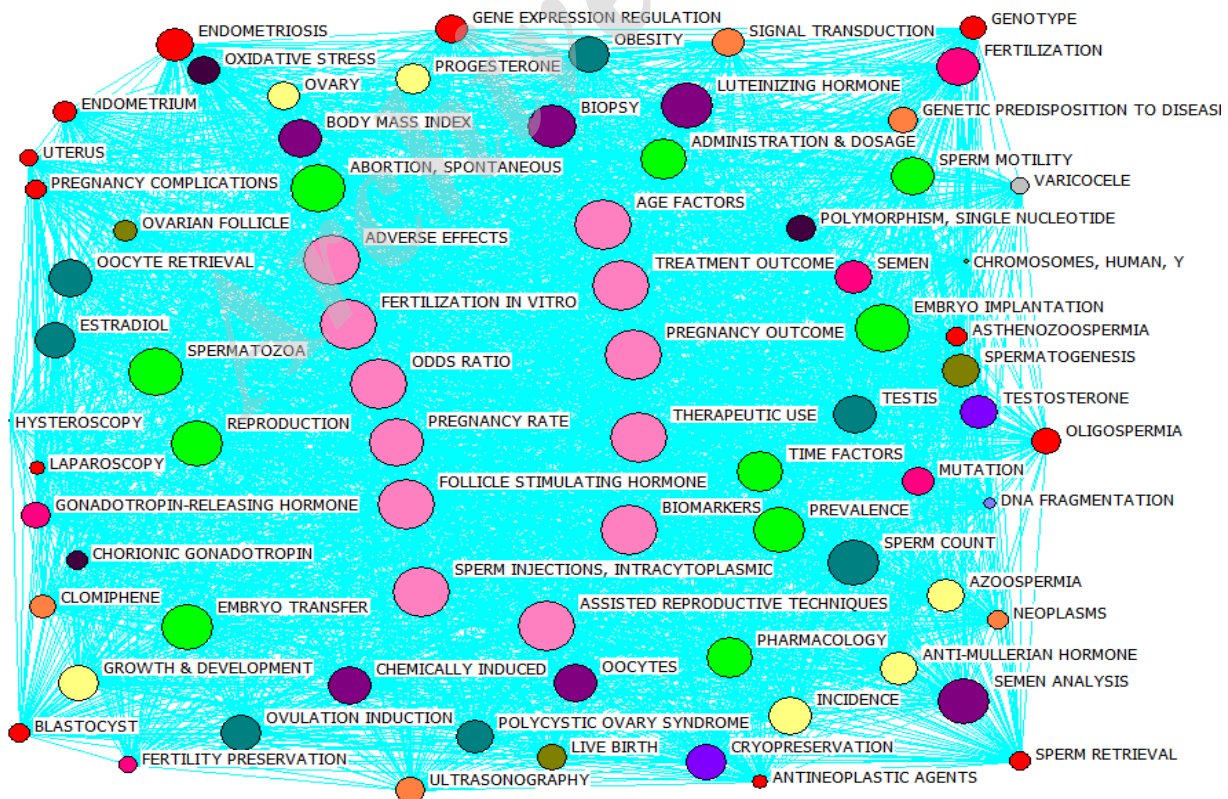 ENDOMETRIOSIS
GENE EXPRESSION REGULATION
GENOTYPE
OBESITY
SIGNAL TRANSDUCTION
OXIDATIVE STRESS
PROGESTERONE
FERTILIZATION
OVARY
LUTEINIZING HORMONE
ENDOMETRIUM
BIOPSY
GENETIC PREDISPOSITION TO DISEASE
BODY MASS INDEX
ADMINISTRATION & DOSAGE
UTERUS
ABORTION, SPONTANEOUS
SPERM MOTILITY
PREGNANCY COMPLICATIONS
VARICOCELE
AGE FACTORS
OVARIAN FOLLICLE
POLYMORPHISM, SINGLE NUCLEOTIDE
ADVERSE EFFECTS
OOCYTE RETRIEVAL
TREATMENT OUTCOME
SEMEN
CHROMOSOMES, HUMAN, Y
FERTILIZATION IN VITRO
EMBRYO IMPLANTATION
ESTRADIOL
PREGNANCY OUTCOME
ASTHENOZOOSPERMIA
SPERMATOZOA
SPERMATOGENESIS
ODDS RATIO
TESTIS
TESTOSTERONE
HYSTEROSCOPY
REPRODUCTION
PREGNANCY RATE
THERAPEUTIC USE
OLIGOSPERMIA
LAPAROSCOPY
TIME FACTORS
MUTATION
FOLLICLE STIMULATING HORMONE
GONADOTROPIN-RELEASING HORMONE
BIOMARKERS
PREVALENCE
DNA FRAGMENTATION
CHORIONIC GONADOTROPIN
SPERM COUNT
SPERM INJECTIONS, INTRACYTOPLASMIC
AZOOSPERMIA
CLOMIPHENE
EMBRYO TRANSFER
ASSISTED REPRODUCTIVE TECHNIQUES
NEOPLASMS
PHARMACOLOGY
GROWTH & DEVELOPMENT
CHEMICALLY INDUCED
OOCYTES
ANTI-MULLERIAN HORMONE
SEMEN ANALYSIS
INCIDENCE
BLASTOCYST
OVULATION INDUCTION
POLYCYSTIC OVARY SYNDROME
LIVE BIRTH
CRYOPRESERVATION
FERTILITY PRESERVATION
SPERM RETRIEVAL
ULTRASONOGRAPHY
ANTINEOPLASTIC AGENTS